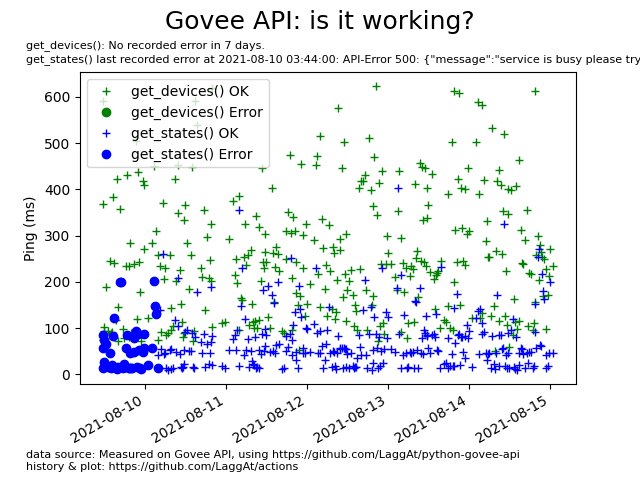 Govee API: is it working?
get_devices(): No recorded error in 7 days.
get_states() last recorded error at 2021-08-10 03:44:00: API-Error 500: {"message":"service is busy please try
get_devices() OK
get_devices() Error
get_states() OK
get_states() Error
Ping (ms)
600
500
400
300
200
100
0
2021-08-10
2021-08-11
2021-08-12
2021-08-13
2021-08-14
2021-08-15
data source: Measured on Govee API, using https://github.com/LaggAt/python-govee-api
history & plot: https://github.com/LaggAt/actions